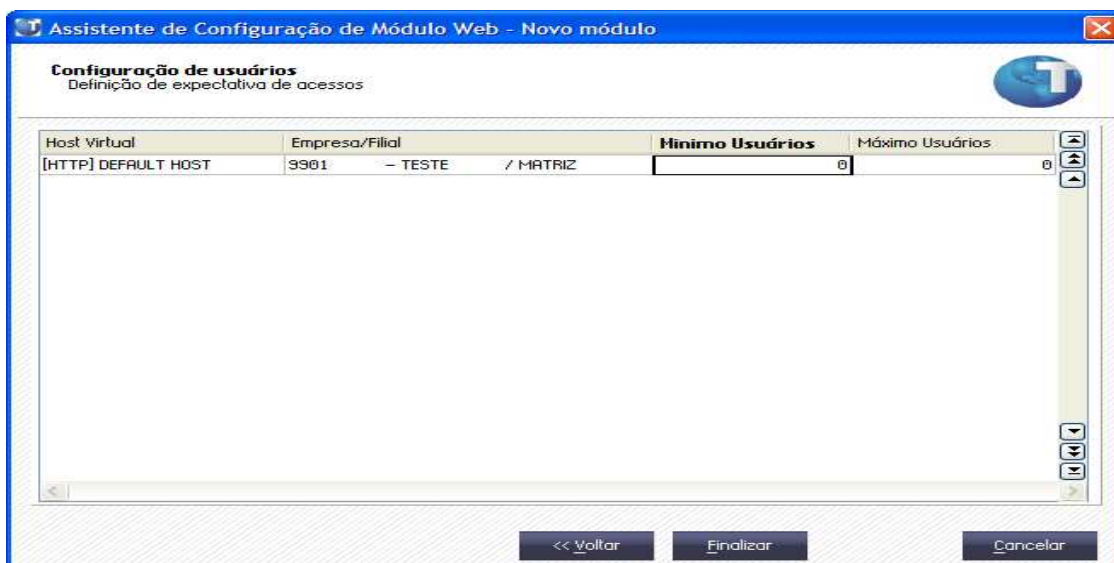 Assistente de Configuração de Módulo Web - Novo módulo
Configuração de usuários
Definição de expectativa de acessos
T
Host Virtual Empresa/Filial Minimo Usuários Máximo Usuários
[HTTP] DEFAULT HOST 9901 - TESTE / MATRIZ 0 0
<< Voltar Finalizar Cancelar